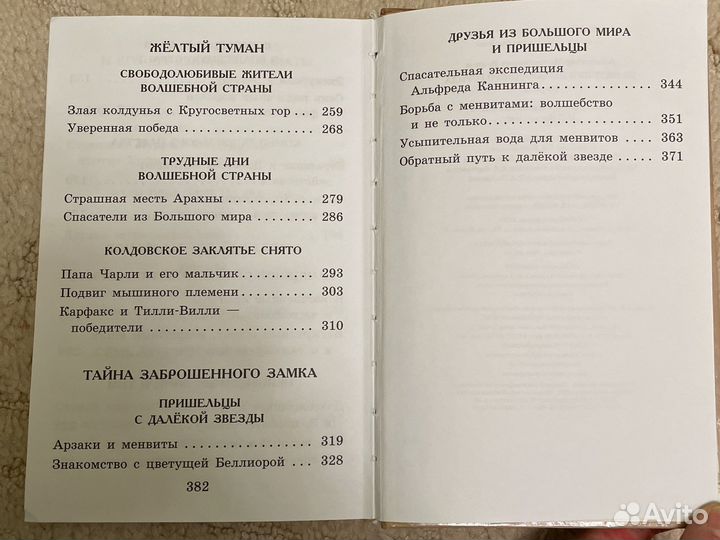 ЖЁЛТЫЙ ТУМАН
СВОБОДОЛЮБИВЫЕ ЖИТЕЛИ
ВОЛШЕБНОЙ СТРАНЫ
Злая колдунья с Кругосветных гор ... 259
Уверенная победа .................... 268
ТРУДНЫЕ ДНИ
ВОЛШЕБНОЙ СТРАНЫ
Страшная месть Арахны ............ 279
Спасатели из Большого мира ........ 286
КОЛДОВСКОЕ ЗАКЛЯТЬЕ СНЯТО
Папа Чарли и его мальчик .......... 293
Подвиг мышиного племени .......... 303
Карфакс и Тилли-Вилли —
победители ...................... 310
ТАЙНА ЗАБРОШЕННОГО ЗАМКА
ПРИШЕЛЬЦЫ
С ДАЛЁКОЙ ЗВЕЗДЫ
Арзаки и менвиты .................. 319
Знакомство с цветущей Беллиорой .... 328
382
ДРУЗЬЯ ИЗ БОЛЬШОГО МИРА
И ПРИШЕЛЬЦЫ
Спасательная экспедиция
Альфреда Каннинга ............... 344
Борьба с менвитами: волшебство
и не только ...................... 351
Усыпительная вода для менвитов .... 363
Обратный путь к далёкой звезде ..... 371
Avito